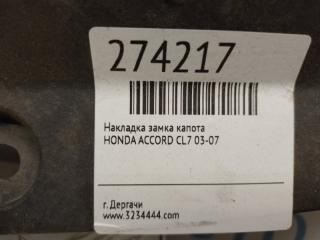 274217
Накладка замка капота
HONDA ACCORD CL7 03-07
г. Дергачи
www.3234444.com